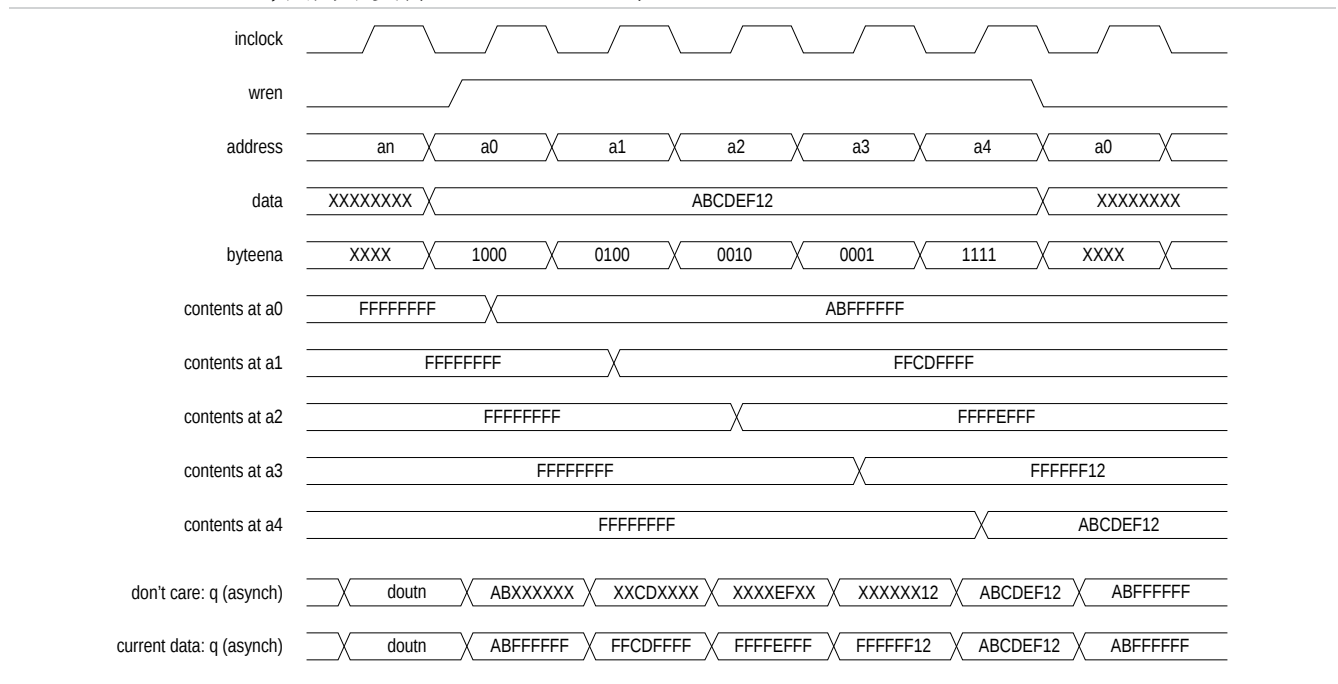 inclock
wren
address an a0 a1 a2 a3 a4 a0
data XXXXXXXX ABCDEF12 XXXXXXXX
byteena XXXX 1000 0100 0010 0001 1111 XXXX
contents at a0 FFFFFFFF ABFFFFFF
contents at a1 FFFFFFFF FFCDFFFF
contents at a2 FFFFFFFF FFFFEFFF
contents at a3 FFFFFFFF FFFFFF12
contents at a4 FFFFFFFF ABCDEF12
don't care: q (asynch) doutn ABXXXXXX XXCDXXXX XXXXEFXX XXXXXX12 ABCDEF12 ABFFFFFF
current data: q (asynch) doutn ABFFFFFF FFCDFFFF FFFFEFFF FFFFFF12 ABCDEF12 ABFFFFFF